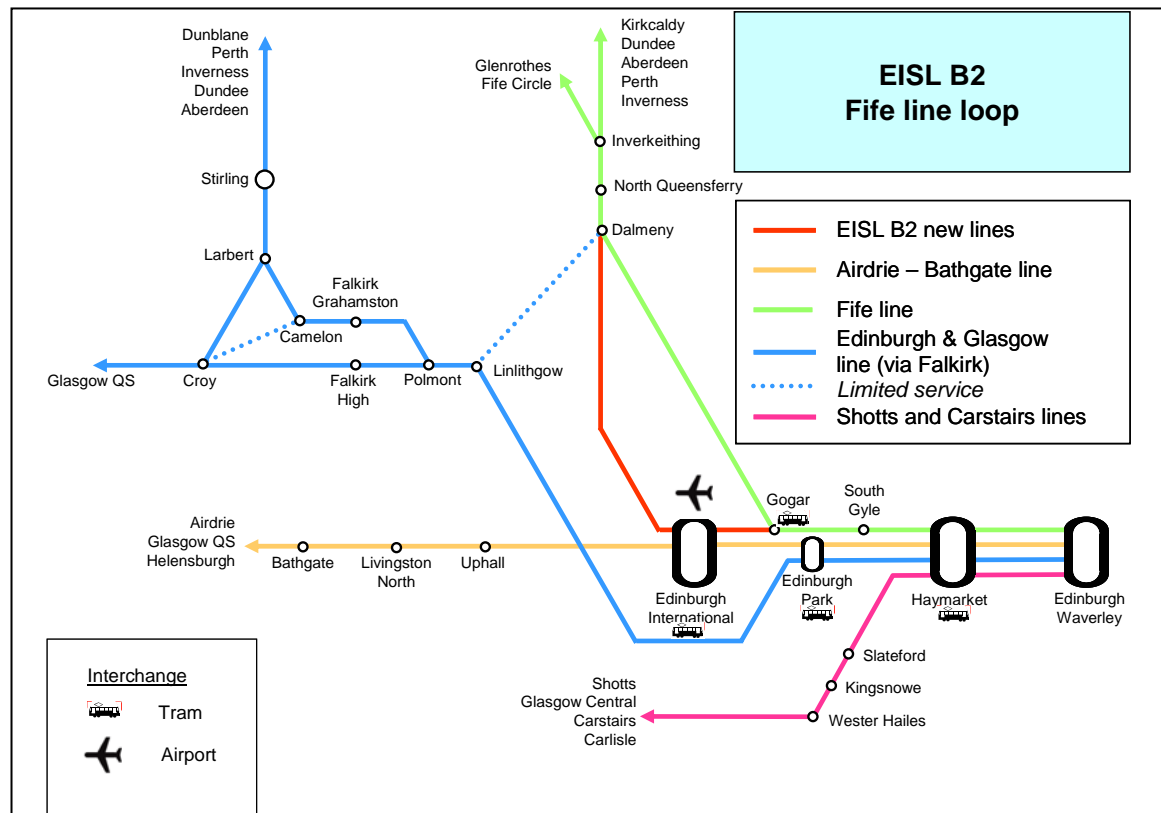 Dunblane
Perth
Inverness
Dundee
Aberdeen
Glenrothes
Fife Circle
Kirkcaldy
Dundee
Aberdeen
Perth
Inverness
EISL B2
Fife line loop
Inverkeithing
Stirling
North Queensferry
Dalmeny
Larbert
Falkirk
Grahamston
Camelon
Glasgow QS
Croy
Falkirk
High
Polmont
Linlithgow
EISL B2 new lines
Airdrie – Bathgate line
Fife line
Edinburgh & Glasgow
line (via Falkirk)
Limited service
Shotts and Carstairs lines
Gogar
South
Gyle
Airdrie
Glasgow QS
Helensburgh
Bathgate
Livingston
North
Uphall
Edinburgh
International
Edinburgh
Park
Haymarket
Edinburgh
Waverley
Slateford
Kingsnowe
Wester Hailes
Shotts
Glasgow Central
Carstairs
Carlisle
Interchange
Tram
Airport